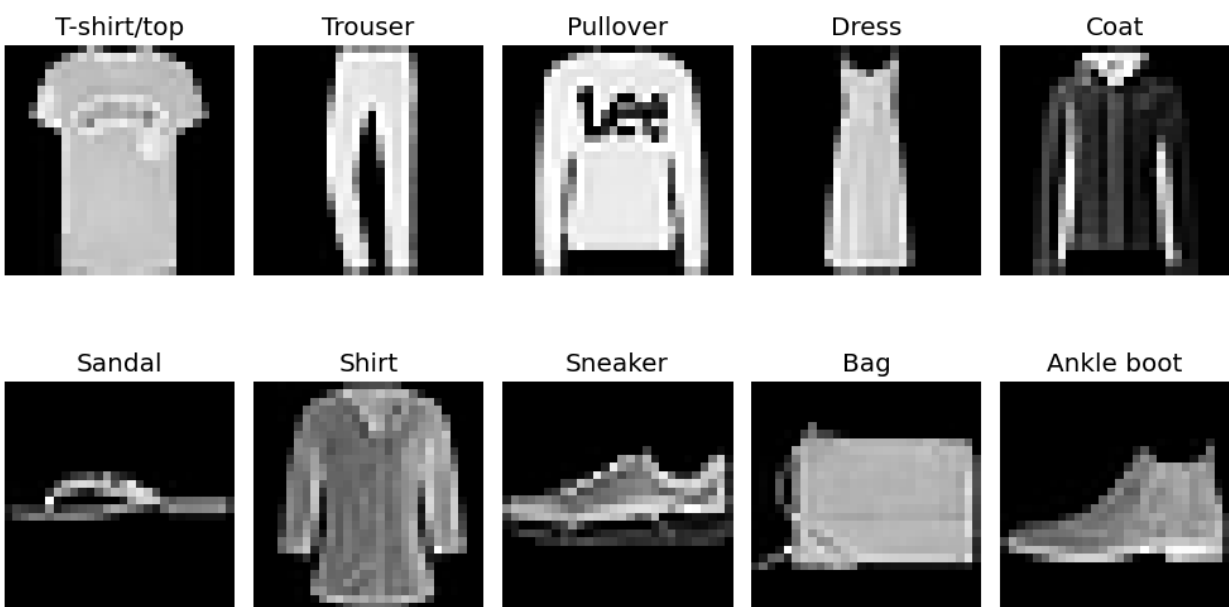 T-shirt/top Trouser Pullover Dress Coat
Lee
Sandal Shirt Sneaker Bag Ankle boot